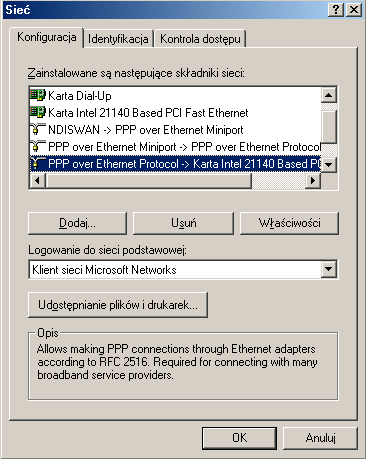 Sieć
Konfiguracja
Identyfikacja
Kontrola dostępu
Zainstalowane są następujące składniki sieci:
Karta Dial-Up
Karta Intel 21140 Based PCI Fast Ethernet
NDISWAN -> PPP over Ethernet Miniport
PPP over Ethernet Miniport -> PPP over Ethernet Protocol
PPP over Ethernet Protocol -> Karta Intel 21140 Based PC
Dodaj...
Usuń
Właściwości
Logowanie do sieci podstawowej:
Klient sieci Microsoft Networks
Udostępnianie plików i drukarek...
Opis
Allows making PPP connections through Ethernet adapters
according to RFC 2516. Required for connecting with many
broadband service providers.
OK
Anuluj